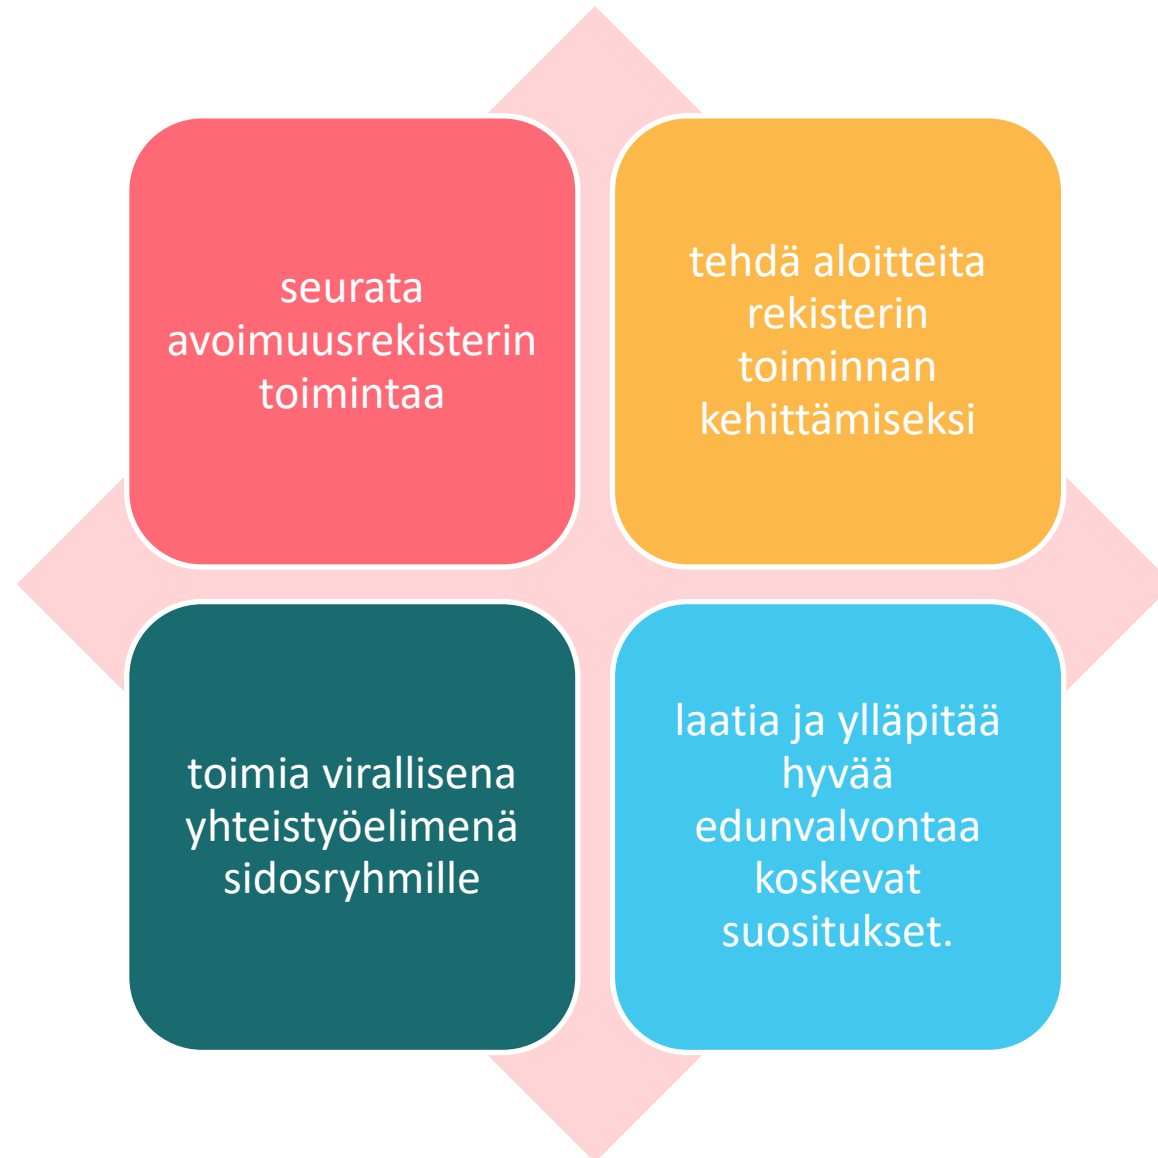 seurata
avoimuusrekisterin
toimintaa
tehdä aloitteita
rekisterin
toiminnan
kehittämiseksi
toimia virallisena
yhteistyöelimenä
sidosryhmille
laatia ja ylläpitää
hyvää
edunvalvontaa
koskevat
suositukset.